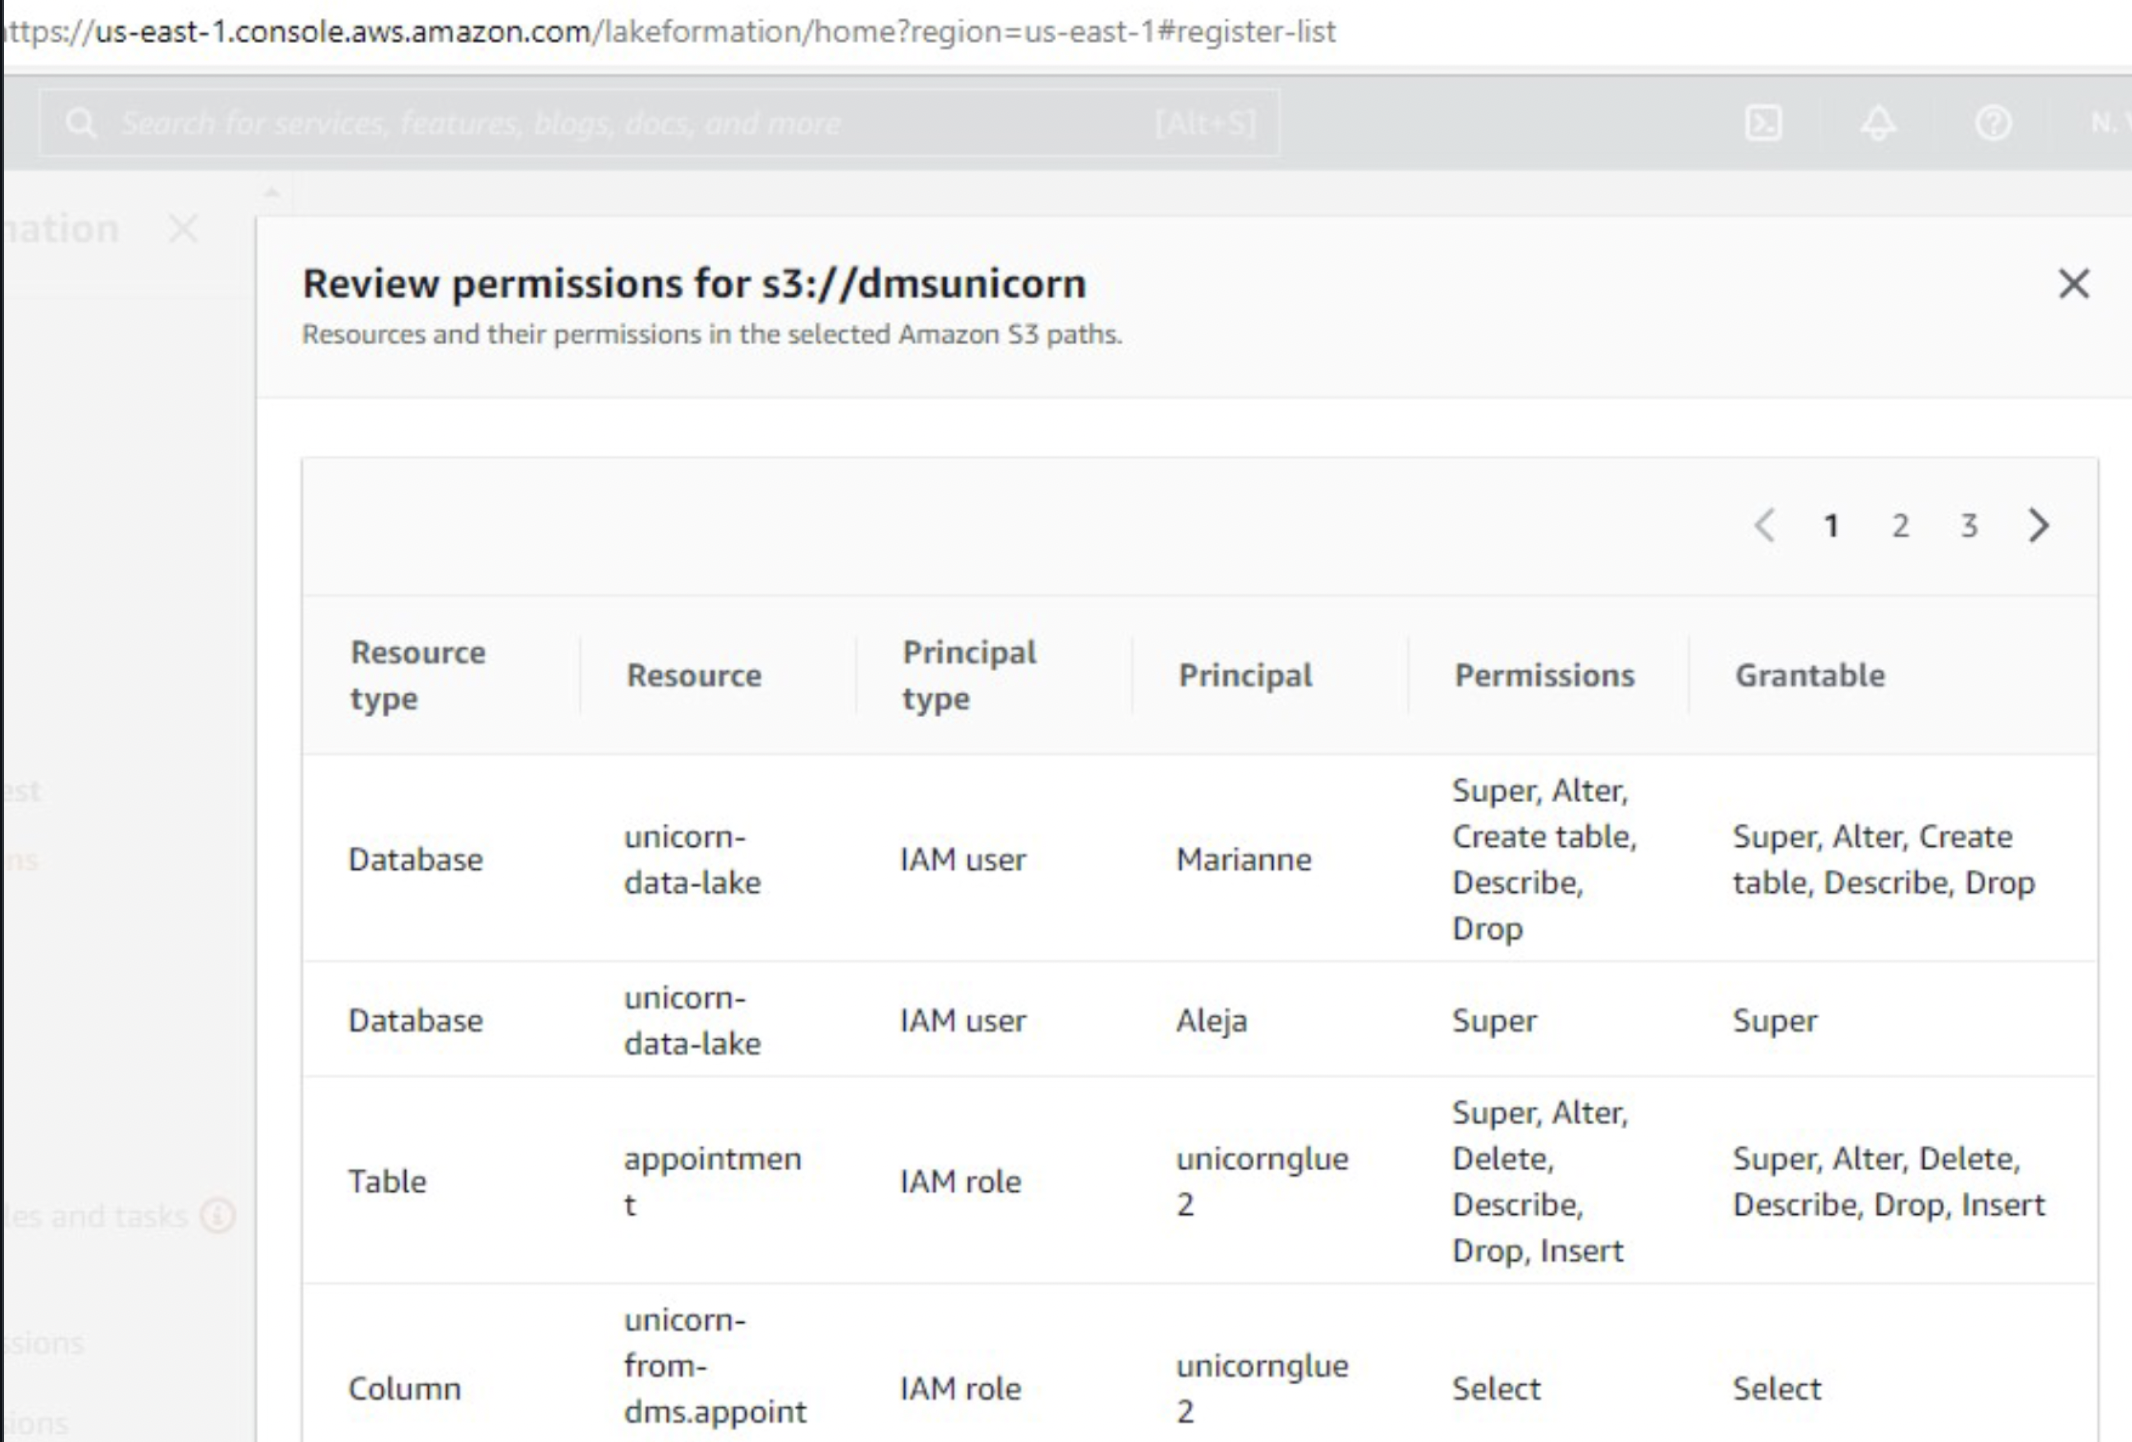 ttps://us-east-1.console.aws.amazon.com/lakeformation/home?region=us-east-1#register-list
Search for services, features, blogs, docs, and more [Alt+S]
N.
mation
Review permissions for s3://dmsunicorn
Resources and their permissions in the selected Amazon S3 paths.
1 2 3
Resource type Resource Principal type Principal Permissions Grantable
Database unicorn-data-lake IAM user Marianne Super, Alter, Create table, Describe, Drop Super, Alter, Create table, Describe, Drop
Database unicorn-data-lake IAM user Aleja Super Super
Table appointment IAM role unicornglue2 Super, Alter, Delete, Describe, Drop, Insert Super, Alter, Delete, Describe, Drop, Insert
Column unicorn-from-dms.appoint IAM role unicornglue2 Select Select
est
ns
les and tasks
ssions
ions